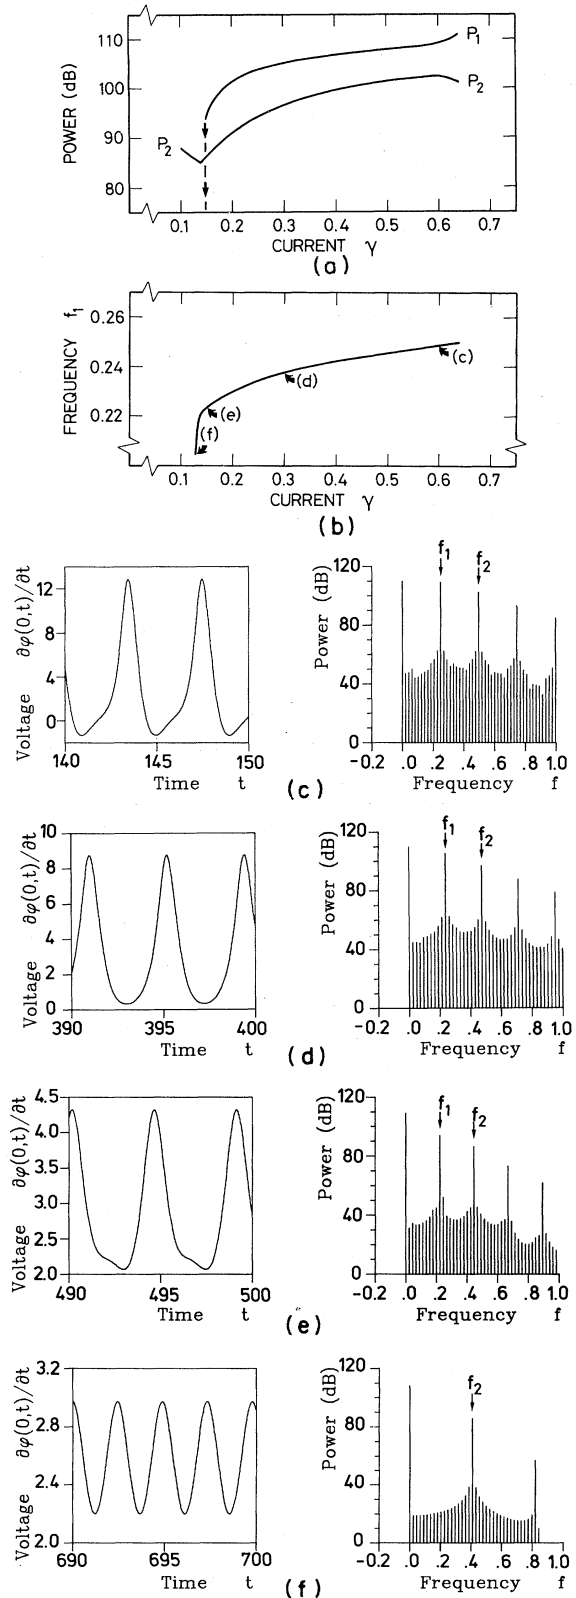 110
100
90
80
POWER (dB)
P1
P2
P2
0.1 0.2 0.3 0.4 0.5 0.6 0.7
CURRENT γ
(a)
0.26
0.24
0.22
FREQUENCY f1
(c)
(d)
(e)
(f)
0.1 0.2 0.3 0.4 0.5 0.6 0.7
CURRENT γ
(b)
Voltage ∂φ(0,t)/∂t
12
8
4
0
140 145 150
Time t
Power (dB)
120
80
40
0
f1
f2
-0.2 .0 .2 .4 .6 .8 1.0
Frequency f
(c)
Voltage ∂φ(0,t)/∂t
10
8
6
4
2
0
390 395 400
Time t
Power (dB)
120
80
40
0
f1
f2
-0.2 .0 .2 .4 .6 .8 1.0
Frequency f
(d)
Voltage ∂φ(0,t)/∂t
4.5
4.0
3.5
3.0
2.5
2.0
490 495 500
Time t
Power (dB)
120
80
40
0
f1
f2
-0.2 .0 .2 .4 .6 .8 1.0
Frequency f
(e)
Voltage ∂φ(0,t)/∂t
3.2
2.8
2.4
2.0
690 695 700
Time t
Power (dB)
120
80
40
0
f2
-0.2 .0 .2 .4 .6 .8 1.0
Frequency f
(f)